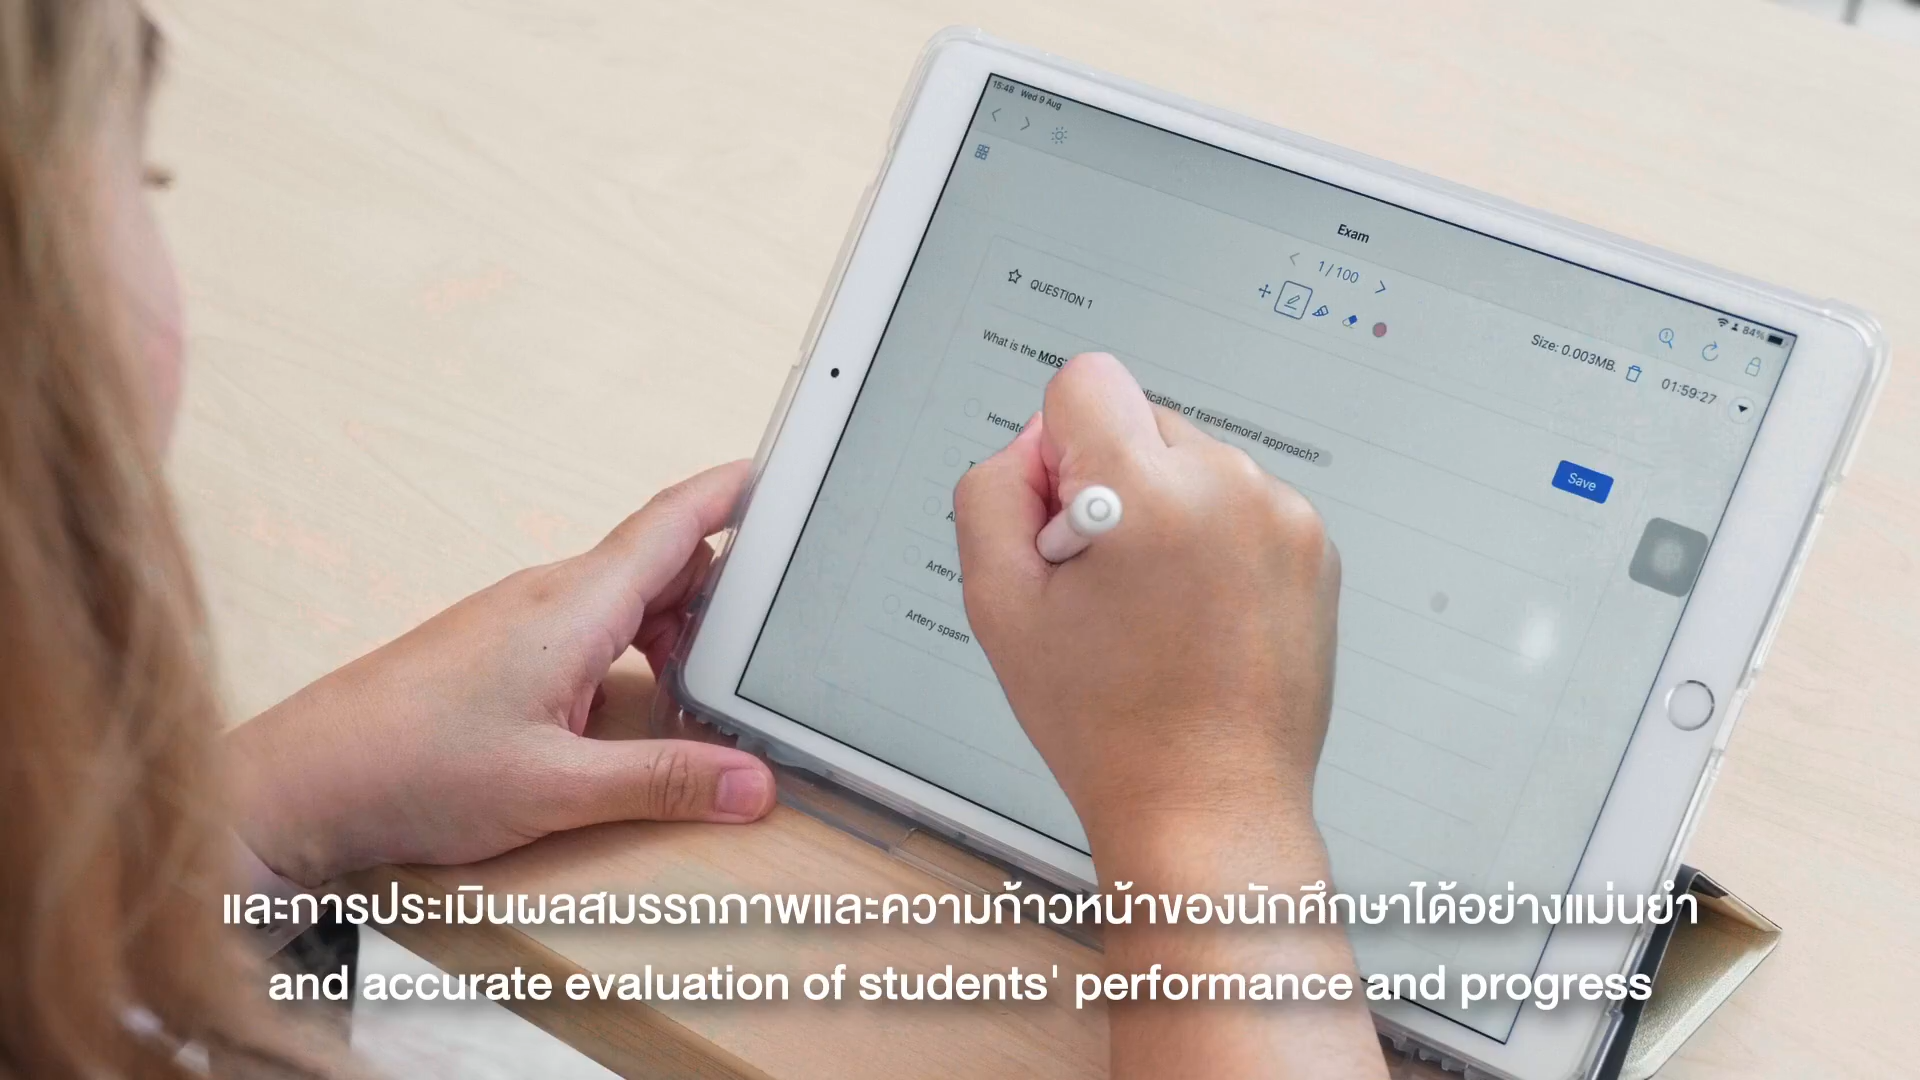 15:48 Wed 9 Aug
84%
Exam
1/100
Size: 0.003MB.
01:59:27
QUESTION 1
What is the MOS
lication of transfemoral approach?
Save
Hemato
Artery
Artery spasm
และการประเมินผลสมรรถภาพและความก้าวหน้าของนักศึกษาได้อย่างแม่นยำ
and accurate evaluation of students' performance and progress